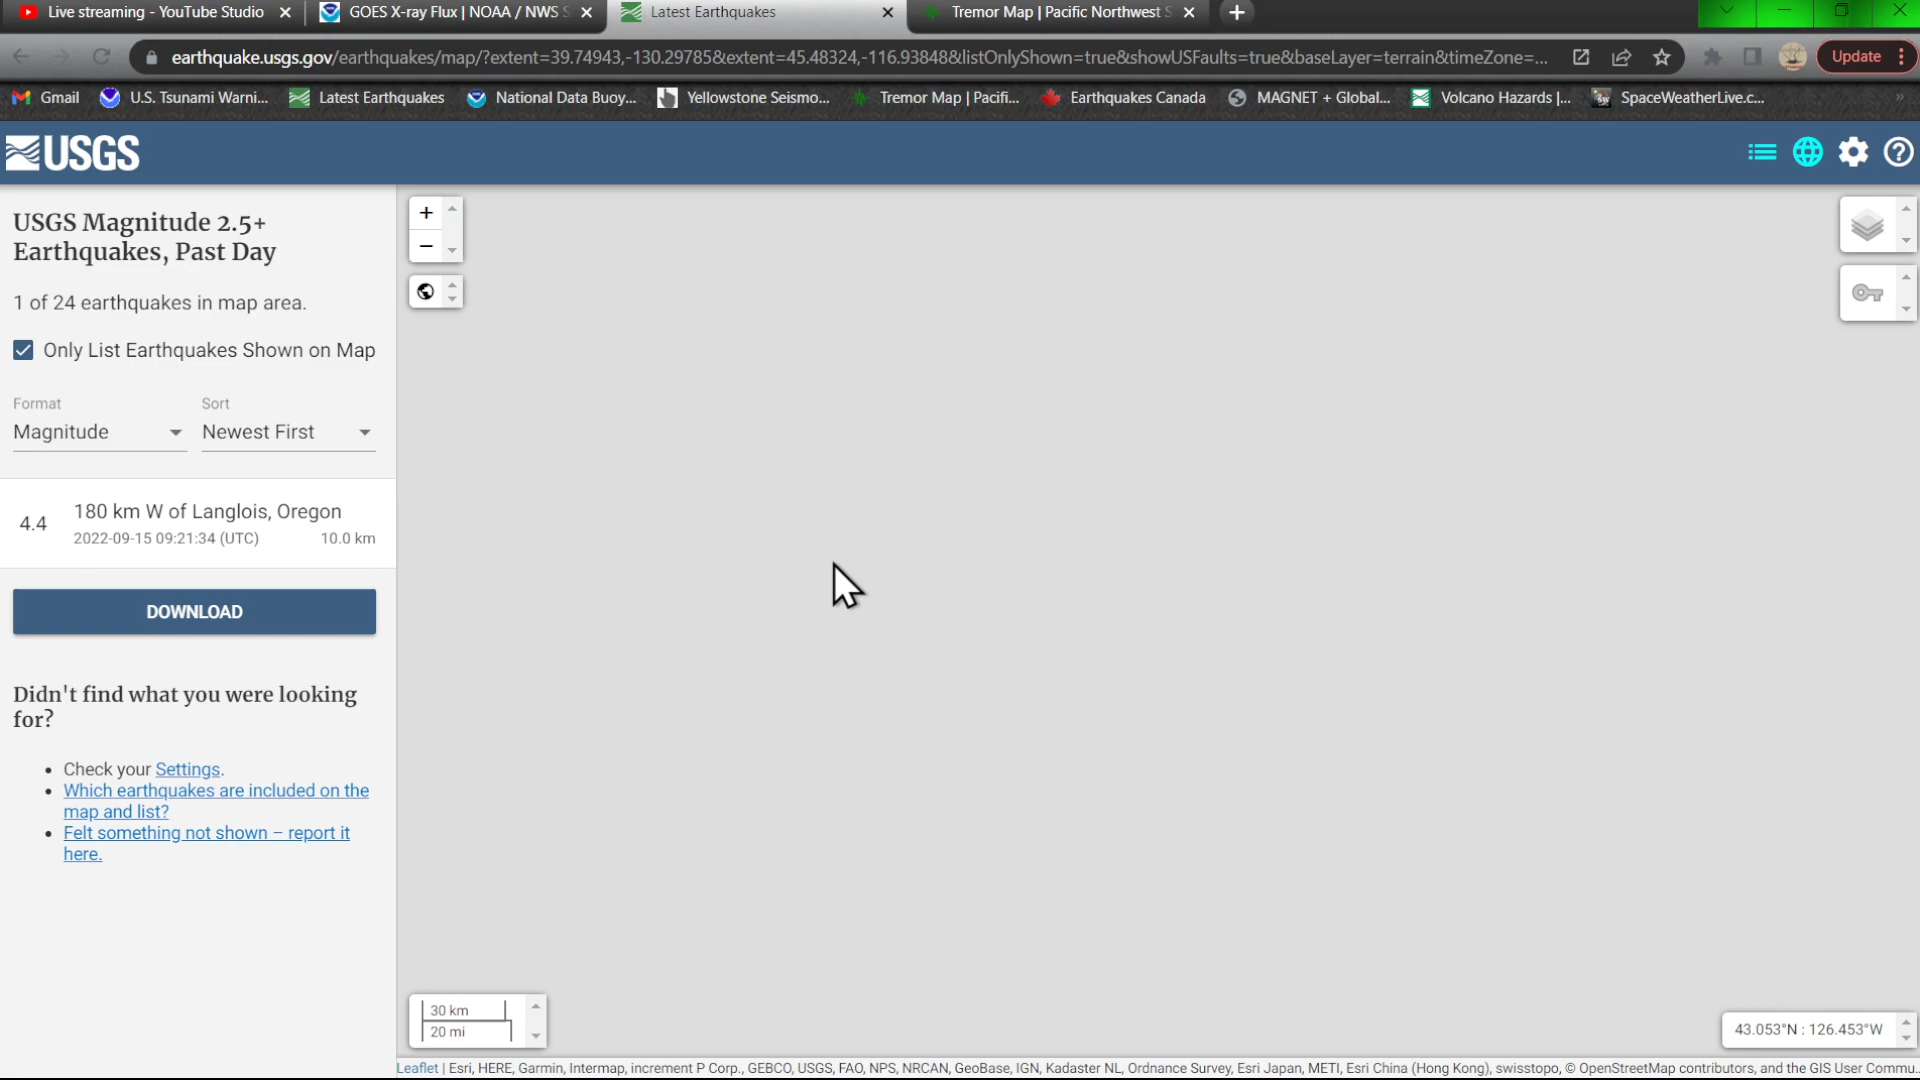 Live streaming - YouTube Studio
GOES X-ray Flux | NOAA / NWS S
Latest Earthquakes
Tremor Map | Pacific Northwest S
earthquake.usgs.gov/earthquakes/map/?extent=39.74943,-130.29785&extent=45.48324,-116.93848&listOnlyShown=true&showUSFaults=true&baseLayer=terrain&timeZone=...
Update
Gmail
U.S. Tsunami Warni...
Latest Earthquakes
National Data Buoy...
Yellowstone Seismo...
Tremor Map | Pacifi...
Earthquakes Canada
MAGNET + Global...
Volcano Hazards |...
SpaceWeatherLive.c...
USGS
USGS Magnitude 2.5+
Earthquakes, Past Day
1 of 24 earthquakes in map area.
Only List Earthquakes Shown on Map
Format
Sort
Magnitude
Newest First
4.4
180 km W of Langlois, Oregon
2022-09-15 09:21:34 (UTC)
10.0 km
DOWNLOAD
Didn't find what you were looking
for?
• Check your Settings.
• Which earthquakes are included on the
map and list?
• Felt something not shown – report it
here.
+
−
30 km
20 mi
43.053°N : 126.453°W
Leaflet | Esri, HERE, Garmin, Intermap, increment P Corp., GEBCO, USGS, FAO, NPS, NRCAN, GeoBase, IGN, Kadaster NL, Ordnance Survey, Esri Japan, METI, Esri China (Hong Kong), swisstopo, © OpenStreetMap contributors, and the GIS User Commu...